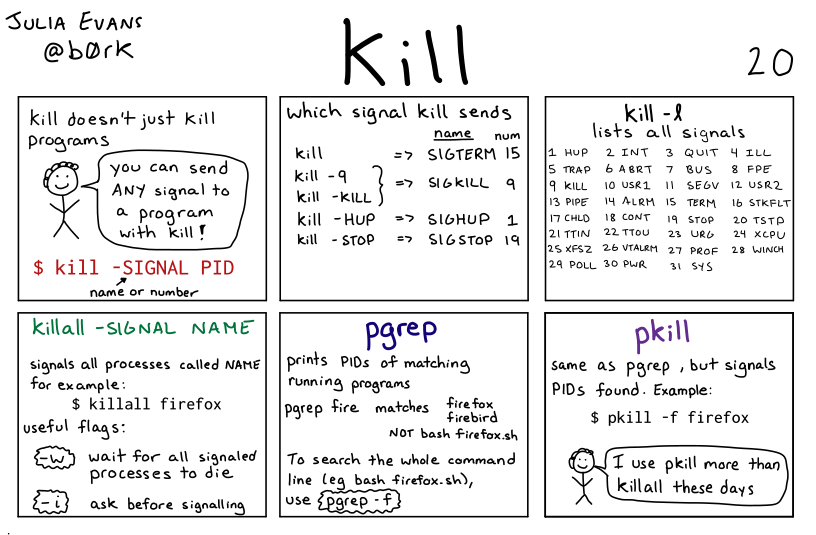 JULIA EVANS
@b0rk
kill
20
kill doesn't just kill
programs
you can send
ANY signal to
a program
with kill!
$ kill -SIGNAL PID
name or number
which signal kill sends
name num
kill => SIGTERM 15
kill -9
kill -KILL => SIGKILL 9
kill -HUP => SIGHUP 1
kill -STOP => SIGSTOP 19
kill -l
lists all signals
1 HUP 2 INT 3 QUIT 4 ILL
5 TRAP 6 ABRT 7 BUS 8 FPE
9 KILL 10 USR1 11 SEGV 12 USR2
13 PIPE 14 ALRM 15 TERM 16 STKFLT
17 CHLD 18 CONT 19 STOP 20 TSTP
21 TTIN 22 TTOU 23 URG 24 XCPU
25 XFSZ 26 VTALRM 27 PROF 28 WINCH
29 POLL 30 PWR 31 SYS
killall -SIGNAL NAME
signals all processes called NAME
for example:
$ killall firefox
useful flags:
-w wait for all signaled
processes to die
-i ask before signalling
pgrep
prints PIDs of matching
running programs
pgrep fire matches firefox
firebird
NOT bash firefox.sh
To search the whole command
line (eg bash firefox.sh),
use pgrep -f
pkill
same as pgrep, but signals
PIDs found. Example:
$ pkill -f firefox
I use pkill more than
killall these days